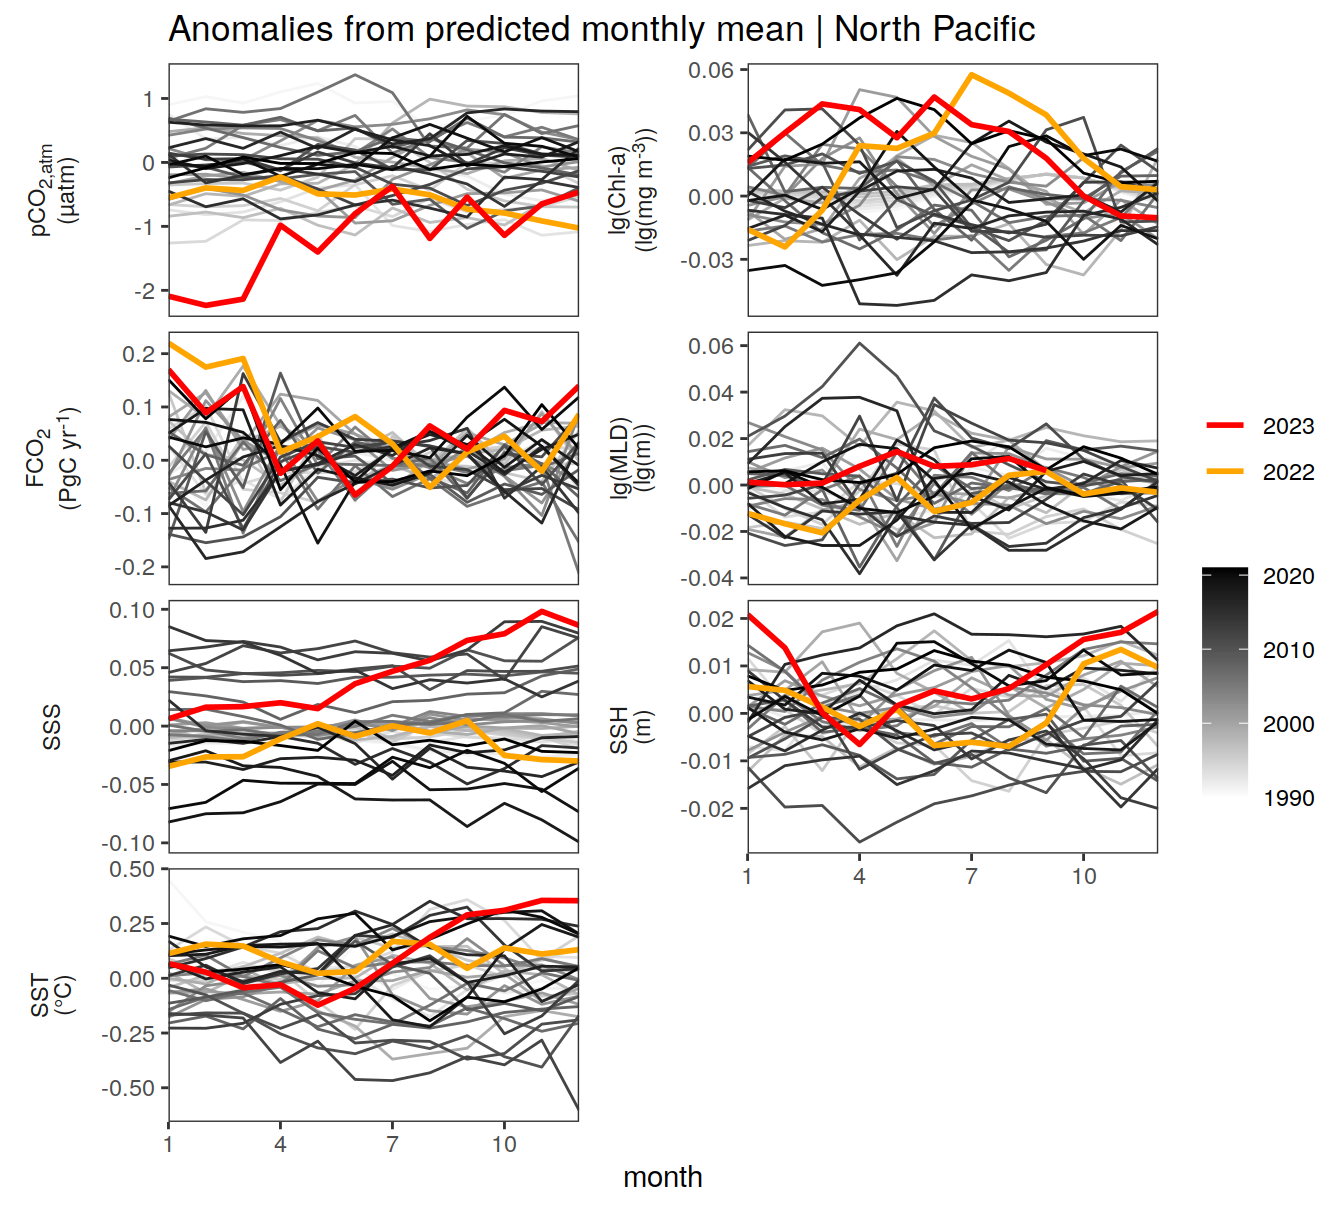 Anomalies from predicted monthly mean | North Pacific
pCO2,atm
(µatm)
1
0
-1
-2
lg(Chl-a)
(lg(mg m-3))
0.06
0.03
0.00
-0.03
FCO2
(PgC yr-1)
0.2
0.1
0.0
-0.1
-0.2
lg(MLD)
(lg(m))
0.06
0.04
0.02
0.00
-0.02
-0.04
SSS
0.10
0.05
0.00
-0.05
-0.10
SSH
(m)
0.02
0.01
0.00
-0.01
-0.02
1 4 7 10
SST
(°C)
0.50
0.25
0.00
-0.25
-0.50
1 4 7 10
month
2023
2022
2020
2010
2000
1990